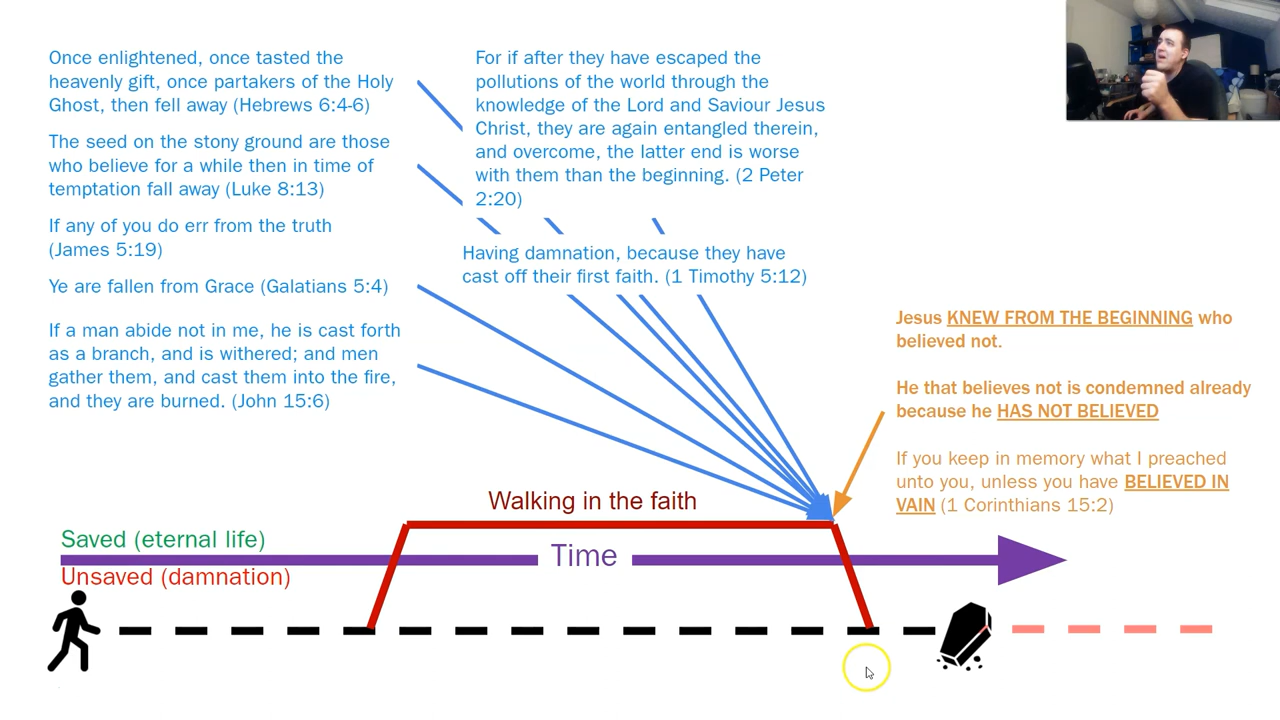 Once enlightened, once tasted the
heavenly gift, once partakers of the Holy
Ghost, then fell away (Hebrews 6:4-6)
The seed on the stony ground are those
who believe for a while then in time of
temptation fall away (Luke 8:13)
If any of you do err from the truth
(James 5:19)
Ye are fallen from Grace (Galatians 5:4)
If a man abide not in me, he is cast forth
as a branch, and is withered; and men
gather them, and cast them into the fire,
and they are burned. (John 15:6)
For if after they have escaped the
pollutions of the world through the
knowledge of the Lord and Saviour Jesus
Christ, they are again entangled therein,
and overcome, the latter end is worse
with them than the beginning. (2 Peter
2:20)
Having damnation, because they have
cast off their first faith. (1 Timothy 5:12)
Jesus KNEW FROM THE BEGINNING who
believed not.
He that believes not is condemned already
because he HAS NOT BELIEVED
If you keep in memory what I preached
unto you, unless you have BELIEVED IN
VAIN (1 Corinthians 15:2)
Walking in the faith
Saved (eternal life)
Time
Unsaved (damnation)